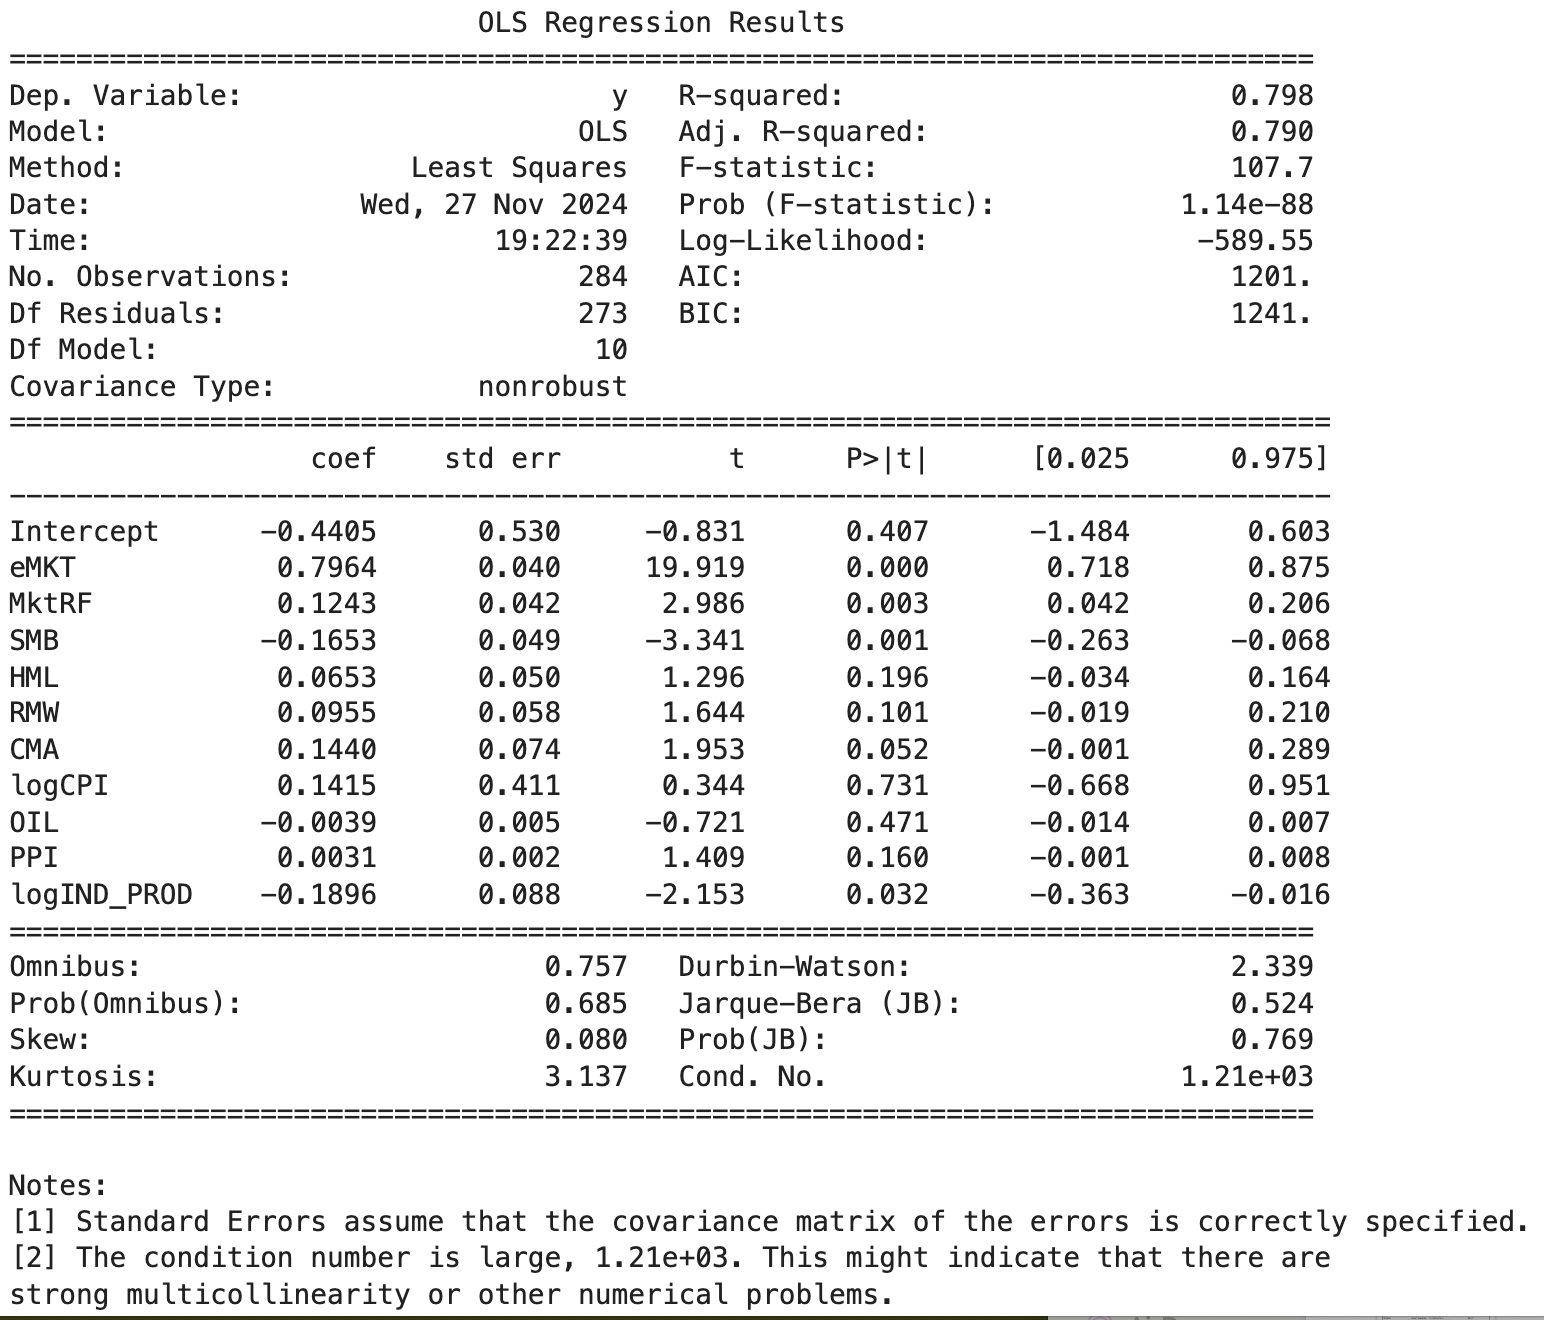 OLS Regression Results
==============================================================================
Dep. Variable:                      y   R-squared:                       0.798
Model:                            OLS   Adj. R-squared:                  0.790
Method:                 Least Squares   F-statistic:                     107.7
Date:                Wed, 27 Nov 2024   Prob (F-statistic):           1.14e-88
Time:                        19:22:39   Log-Likelihood:                -589.55
No. Observations:                 284   AIC:                             1201.
Df Residuals:                     273   BIC:                             1241.
Df Model:                          10
Covariance Type:            nonrobust
===============================================================================
                  coef    std err          t      P>|t|      [0.025      0.975]
-------------------------------------------------------------------------------
Intercept      -0.4405      0.530     -0.831      0.407      -1.484       0.603
eMKT            0.7964      0.040     19.919      0.000       0.718       0.875
MktRF           0.1243      0.042      2.986      0.003       0.042       0.206
SMB            -0.1653      0.049     -3.341      0.001      -0.263      -0.068
HML             0.0653      0.050      1.296      0.196      -0.034       0.164
RMW             0.0955      0.058      1.644      0.101      -0.019       0.210
CMA             0.1440      0.074      1.953      0.052      -0.001       0.289
logCPI          0.1415      0.411      0.344      0.731      -0.668       0.951
OIL            -0.0039      0.005     -0.721      0.471      -0.014       0.007
PPI             0.0031      0.002      1.409      0.160      -0.001       0.008
logIND_PROD    -0.1896      0.088     -2.153      0.032      -0.363      -0.016
==============================================================================
Omnibus:                        0.757   Durbin-Watson:                   2.339
Prob(Omnibus):                  0.685   Jarque-Bera (JB):                0.524
Skew:                           0.080   Prob(JB):                        0.769
Kurtosis:                       3.137   Cond. No.                     1.21e+03
==============================================================================
Notes:
[1] Standard Errors assume that the covariance matrix of the errors is correctly specified.
[2] The condition number is large, 1.21e+03. This might indicate that there are
strong multicollinearity or other numerical problems.